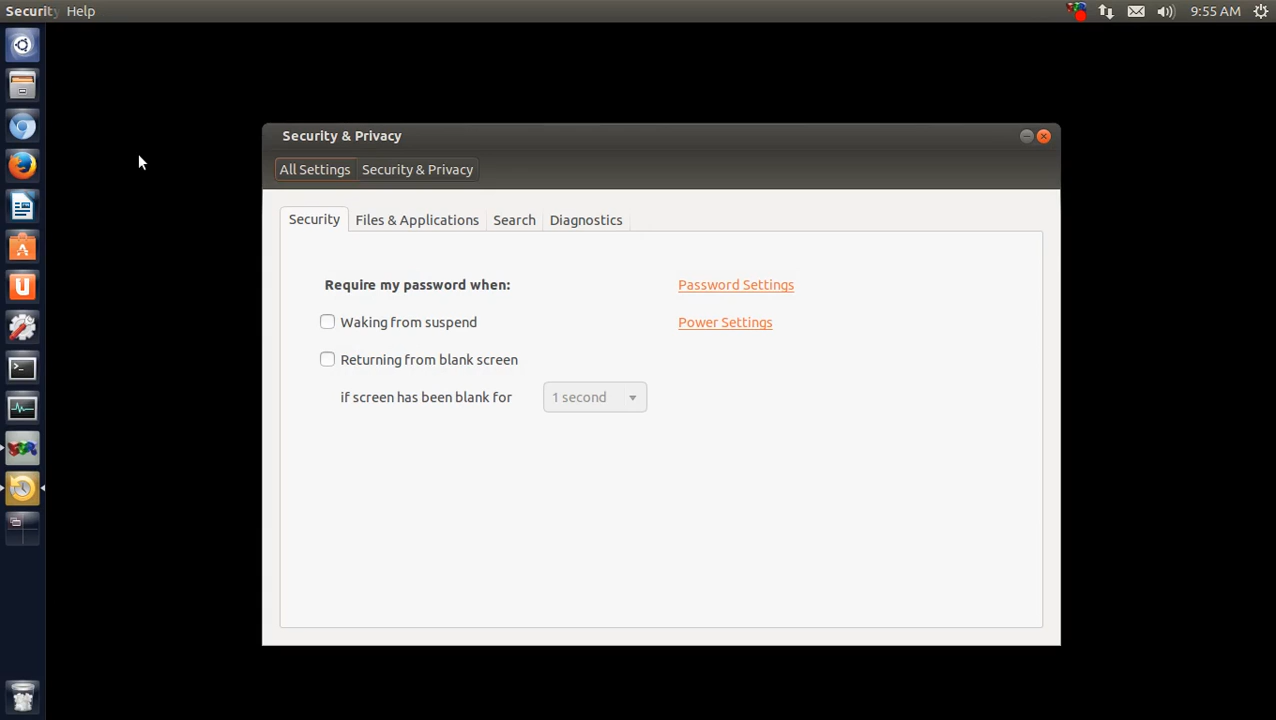 Securit Help
9:55 AM
Security & Privacy
All Settings Security & Privacy
Security Files & Applications Search Diagnostics
Require my password when: Password Settings
Waking from suspend Power Settings
Returning from blank screen
if screen has been blank for 1 second